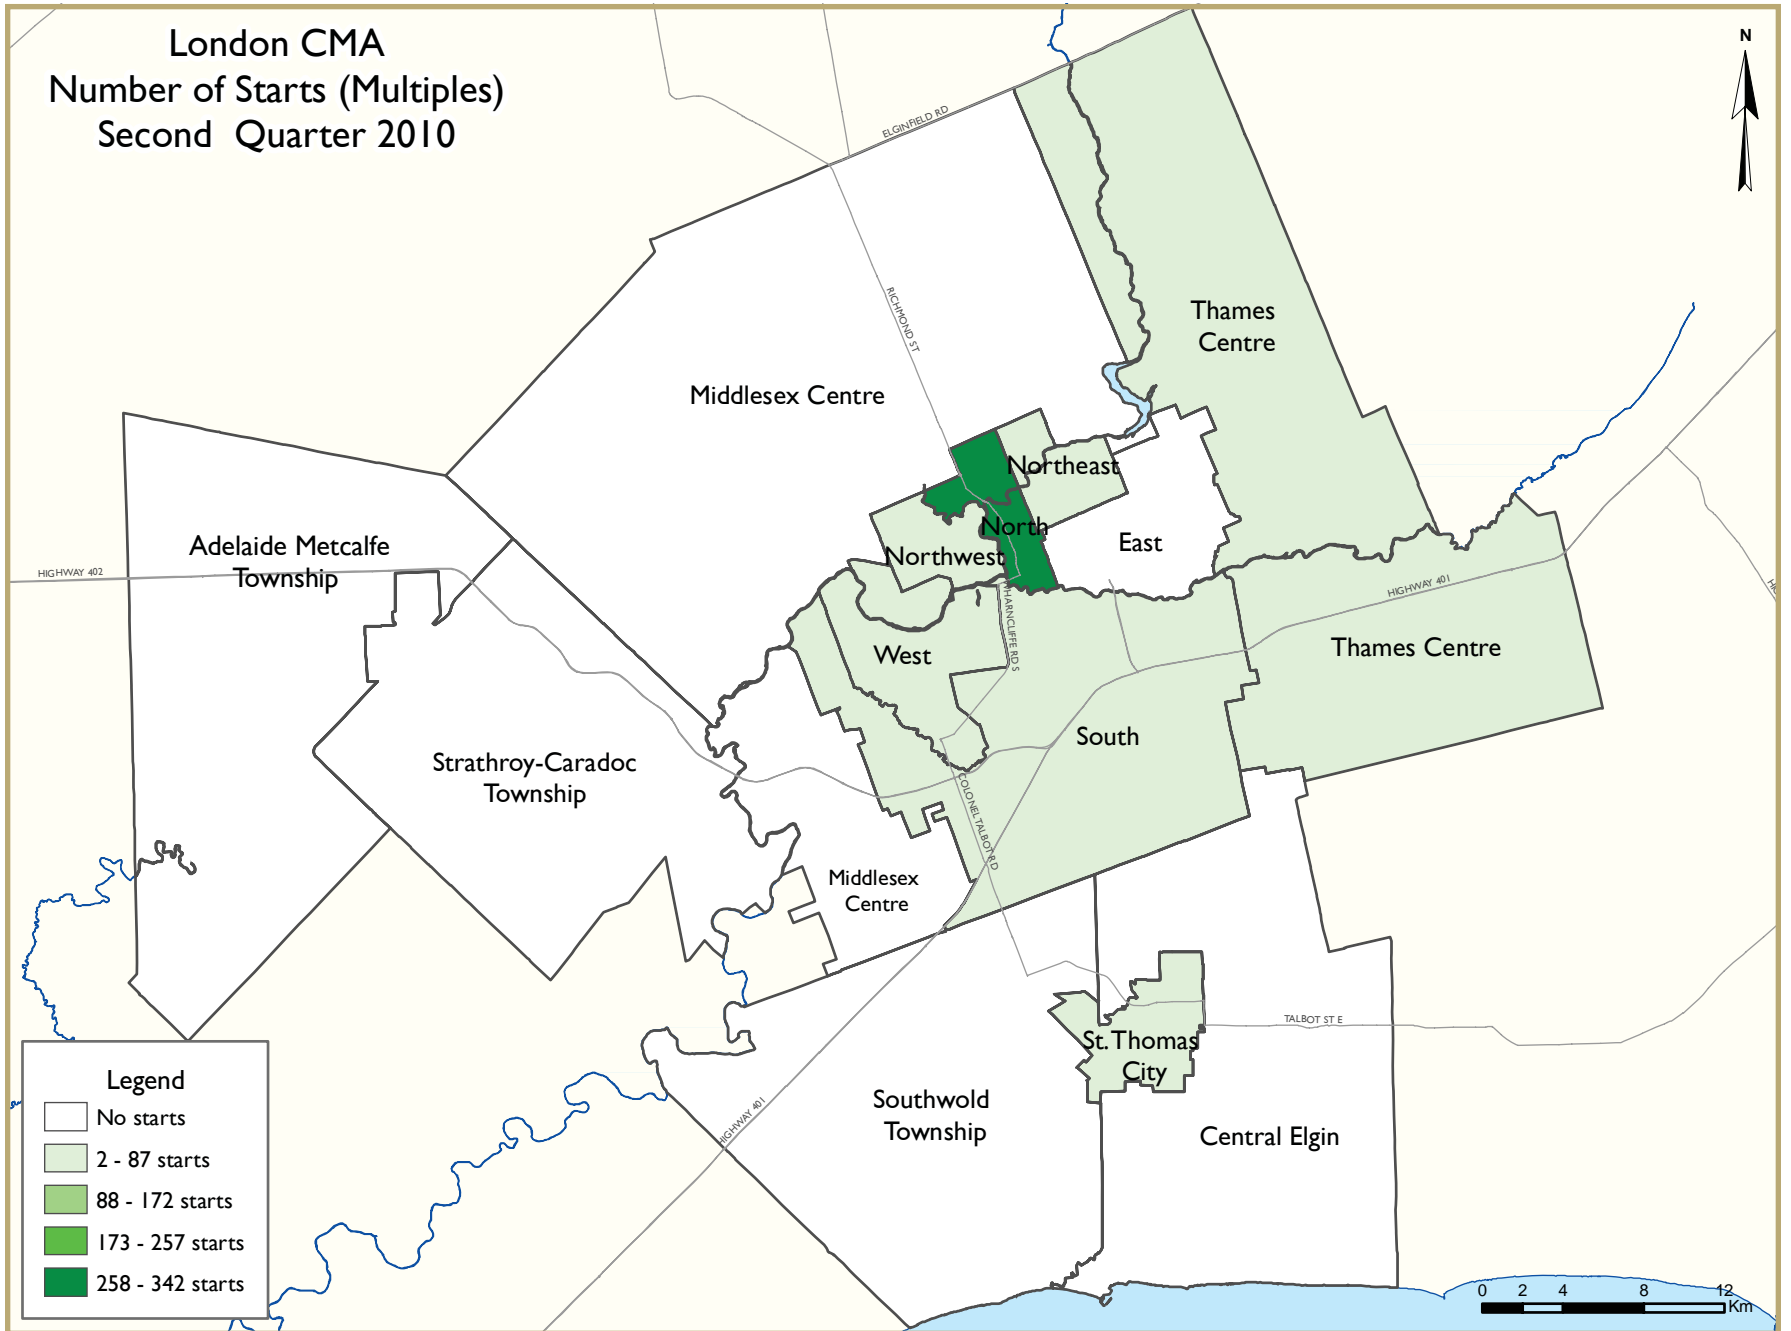 London CMA
Number of Starts (Multiples)
Second Quarter 2010
N
ELGINFIELD RD
RICHMOND ST
Thames
Centre
Middlesex Centre
Northeast
North
Northwest
East
Adelaide Metcalfe
Township
HIGHWAY 402
HIGHWAY 401
WHARNCLIFFE RD S
West
Thames Centre
South
Strathroy-Caradoc
Township
COLONEL TALBOT RD
Middlesex
Centre
TALBOT ST E
St. Thomas
City
Southwold
Township
HIGHWAY 401
Central Elgin
Legend
No starts
2 - 87 starts
88 - 172 starts
173 - 257 starts
258 - 342 starts
0 2 4 8 12
Km